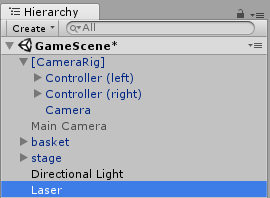 Hierarchy
Create All
GameScene*
[CameraRig]
Controller (left)
Controller (right)
Camera
Main Camera
basket
stage
Directional Light
Laser